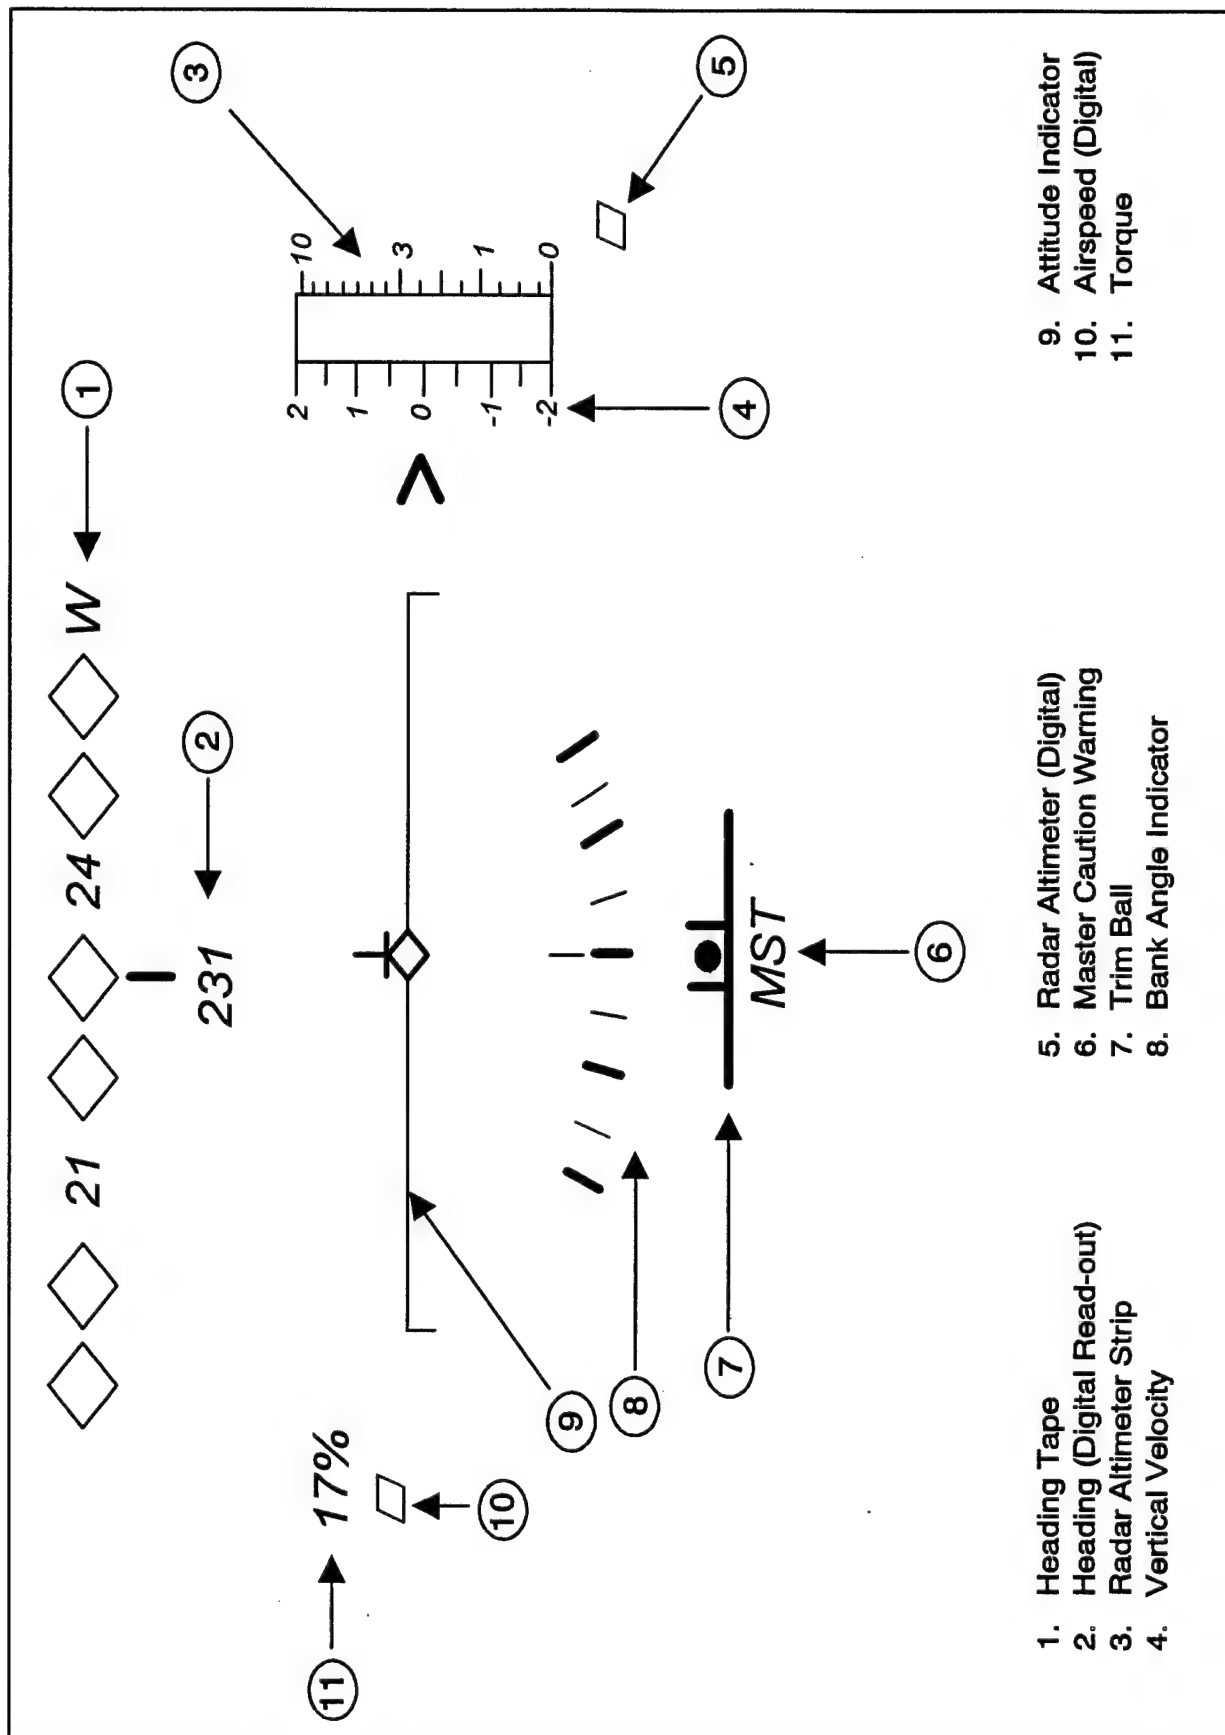 1
21 24 W
2
231
3
11
17%
10
9
2 10
1
0 3
-1 1
-2 0
4
5
8
7
MST
6
1. Heading Tape
2. Heading (Digital Read-out)
3. Radar Altimeter Strip
4. Vertical Velocity
5. Radar Altimeter (Digital)
6. Master Caution Warning
7. Trim Ball
8. Bank Angle Indicator
9. Attitude Indicator
10. Airspeed (Digital)
11. Torque